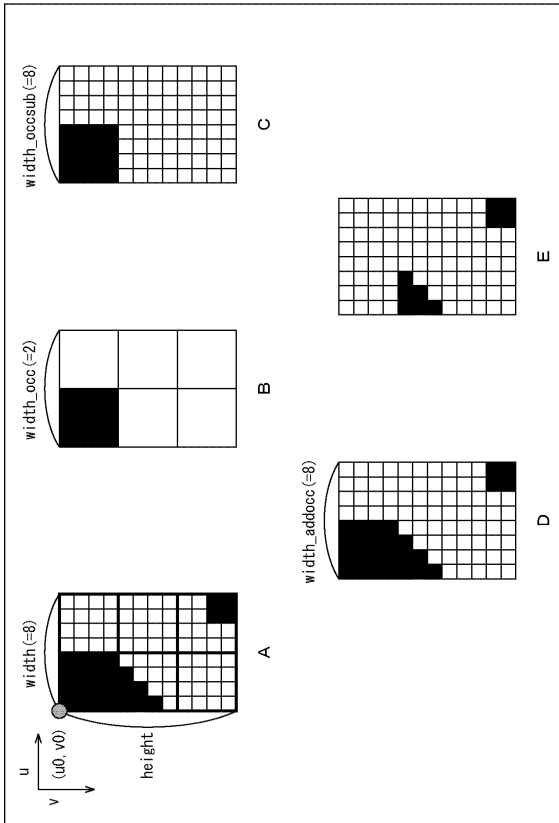 u
v
(u0, v0)
width(=8)
height
A
width_occ(=2)
B
width_occsub(=8)
C
width_addocc(=8)
D
E